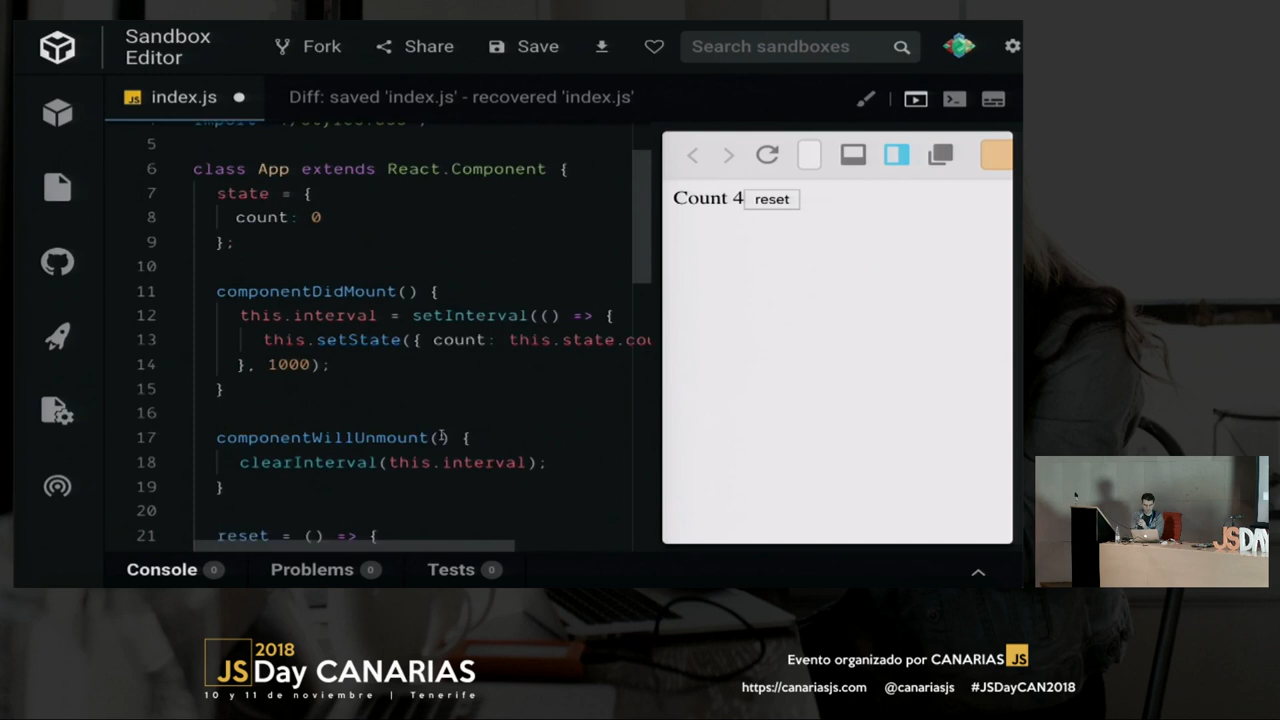 Sandbox
Editor
Fork
Share
Save
Search sandboxes
JS index.js
Diff: saved 'index.js' - recovered 'index.js'
5
6 class App extends React.Component {
7 state = {
8 count: 0
9 };
10
11 componentDidMount() {
12 this.interval = setInterval(() => {
13 this.setState({ count: this.state.cou
14 }, 1000);
15 }
16
17 componentWillUnmount() {
18 clearInterval(this.interval);
19 }
20
21 reset = () => {
Count 4 reset
Console 0
Problems 0
Tests 0
JSDAY
2018
JSDay CANARIAS
10 y 11 de noviembre | Tenerife
Evento organizado por CANARIAS JS
https://canariasjs.com @canariasjs #JSDayCAN2018